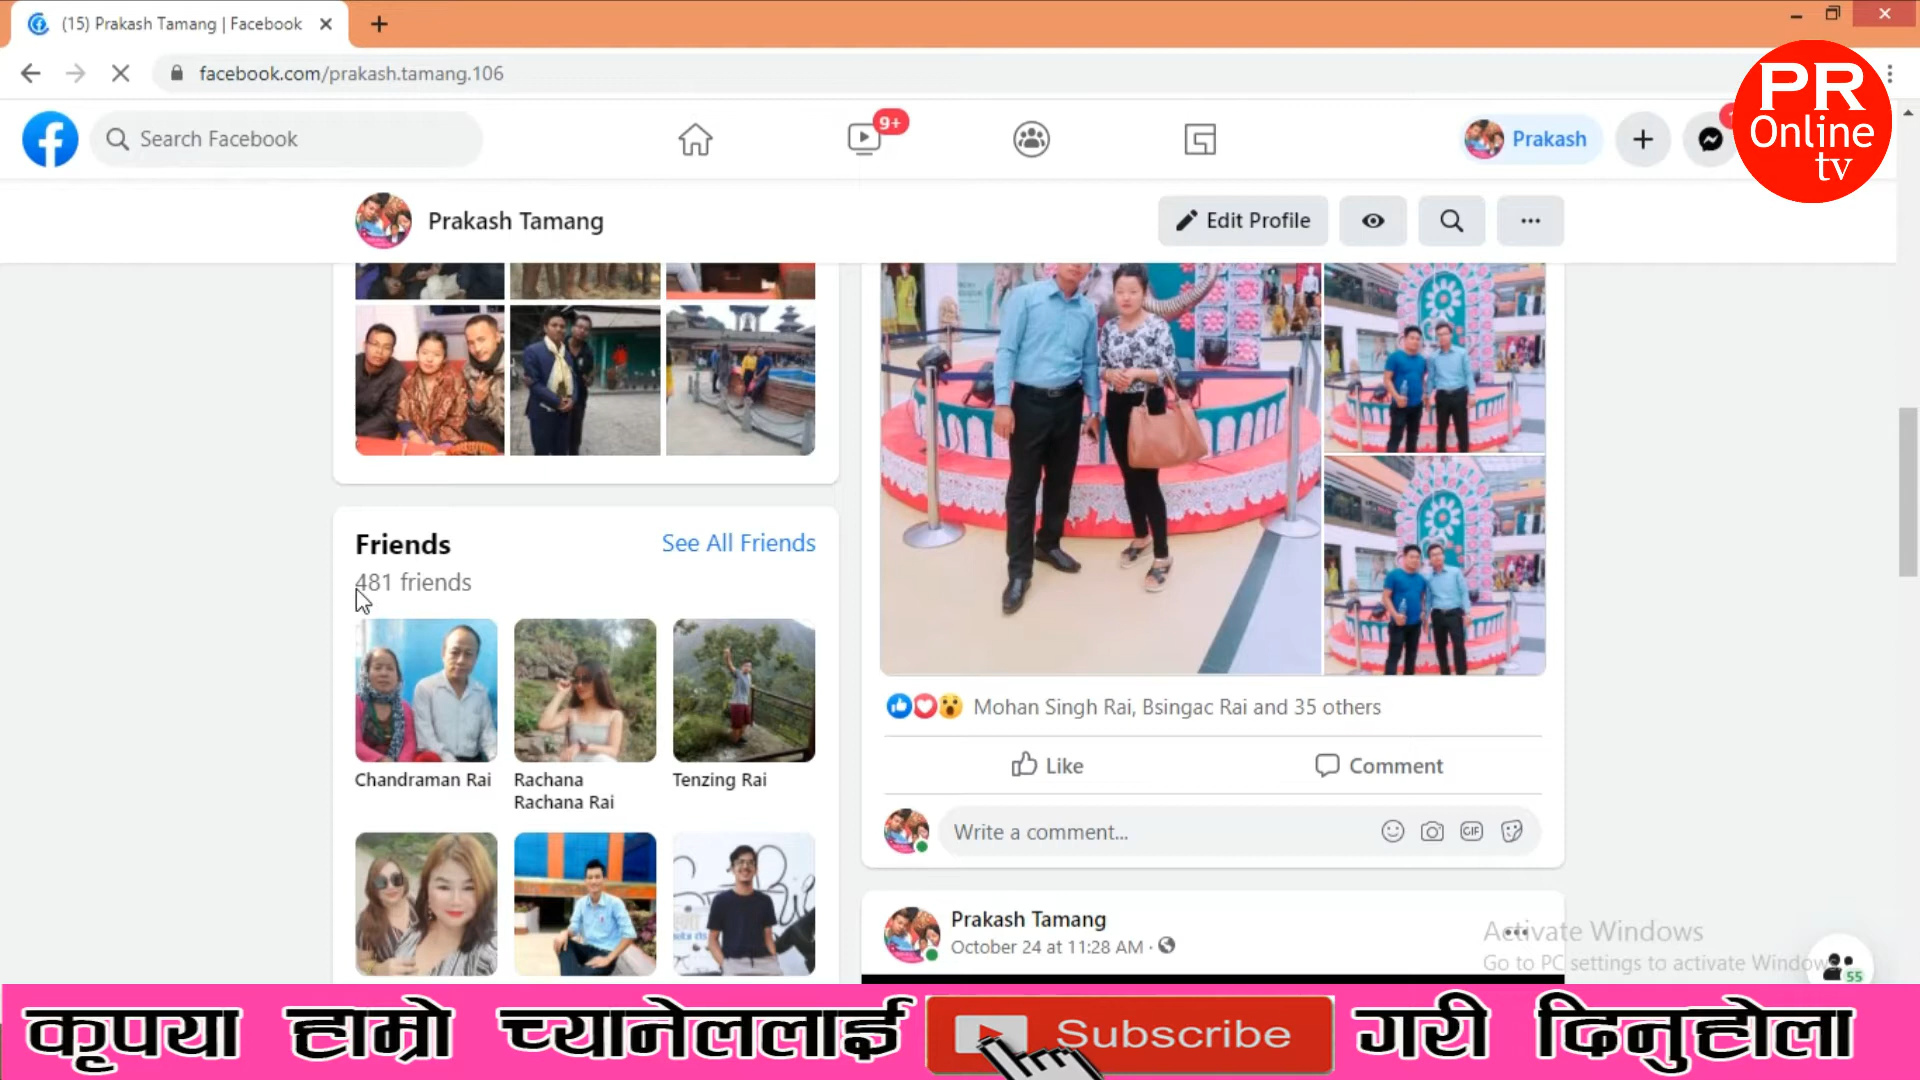 (15) Prakash Tamang | Facebook
facebook.com/prakash.tamang.106
PR
Online
tv
Search Facebook
9+
Prakash
Prakash Tamang
Edit Profile
Friends
See All Friends
481 friends
Chandraman Rai
Rachana
Rachana Rai
Tenzing Rai
Mohan Singh Rai, Bsingac Rai and 35 others
Like
Comment
Write a comment...
GIF
Prakash Tamang
October 24 at 11:28 AM
Activate Windows
Go to PC settings to activate Windows
55
कृपया हाम्रो च्यानेललाई Subscribe गरी दिनुहोला